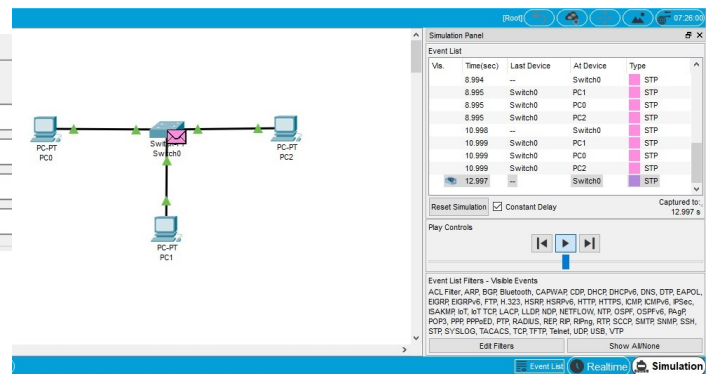 [Root]
07:26:00
Simulation Panel
Event List
Vis. Time(sec) Last Device At Device Type
8.994 -- Switch0 STP
8.995 Switch0 PC1 STP
8.995 Switch0 PC0 STP
8.995 Switch0 PC2 STP
10.998 -- Switch0 STP
10.999 Switch0 PC1 STP
10.999 Switch0 PC0 STP
10.999 Switch0 PC2 STP
12.997 -- Switch0 STP
Reset Simulation Constant Delay Captured to:
12.997 s
Play Controls
Event List Filters - Visible Events
ACL Filter, ARP, BGP, Bluetooth, CAPWAP, CDP, DHCP, DHCPv6, DNS, DTP, EAPOL,
EIGRP, EIGRPv6, FTP, H.323, HSRP, HSRPv6, HTTP, HTTPS, ICMP, ICMPv6, IPSec,
ISAKMP, IoT, IoT TCP, LACP, LLDP, NDP, NETFLOW, NTP, OSPF, OSPFv6, PAgP,
POP3, PPP, PPPoED, PTP, RADIUS, REP, RIP, RIPng, RTP, SCCP, SMTP, SNMP, SSH,
STP, SYSLOG, TACACS, TCP, TFTP, Telnet, UDP, USB, VTP
Edit Filters Show All/None
Event List Realtime Simulation
PC-PT
PC0
Switch0
PC-PT
PC2
PC-PT
PC1